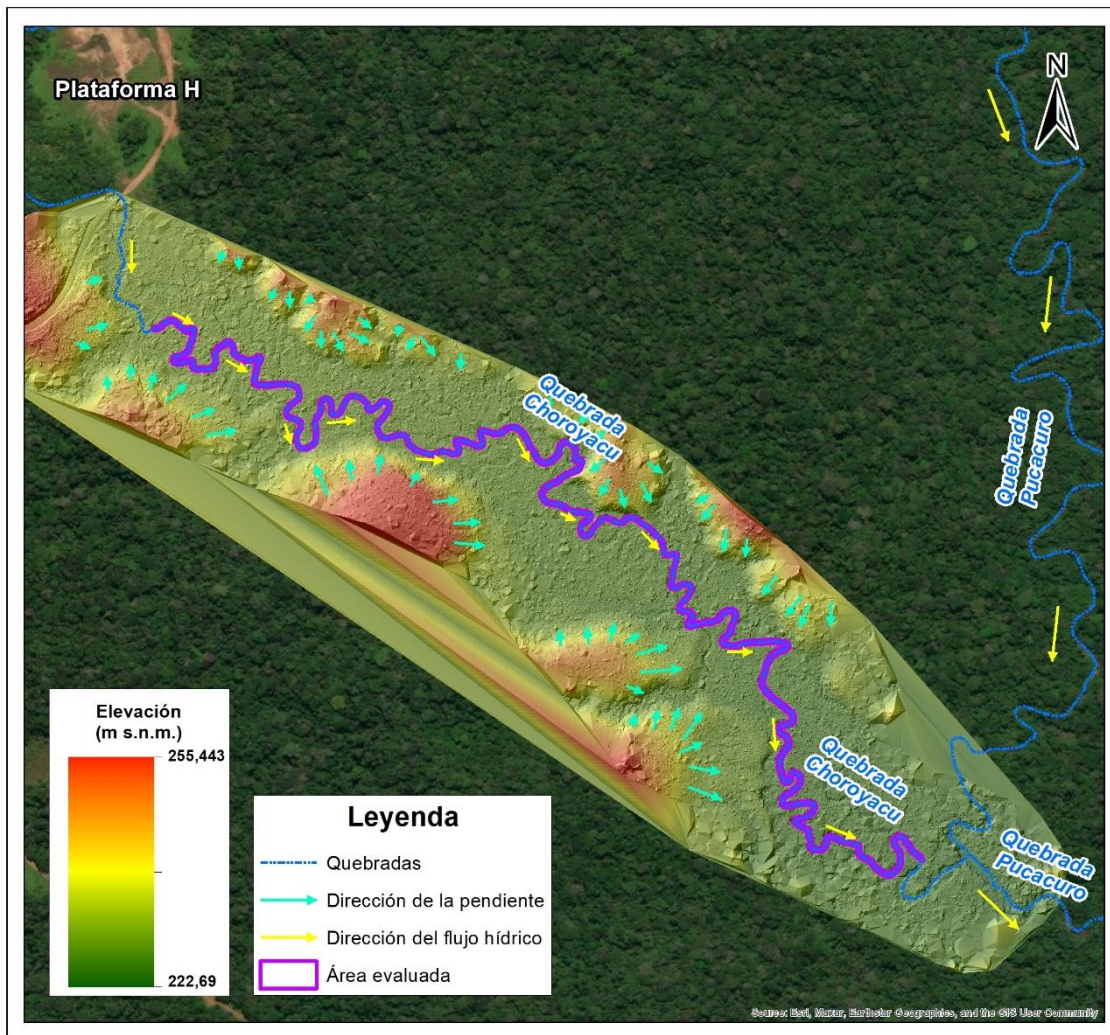 Plataforma H
N
Quebrada
Choroyacu
Quebrada
Pucacuro
Quebrada
Choroyacu
Quebrada
Pucacuro
Elevación
(m s.n.m.)
255,443
222,69
Leyenda
Quebradas
Dirección de la pendiente
Dirección del flujo hídrico
Área evaluada
Source: Esri, Maxar, Earthstar Geographics, and the GIS User Community